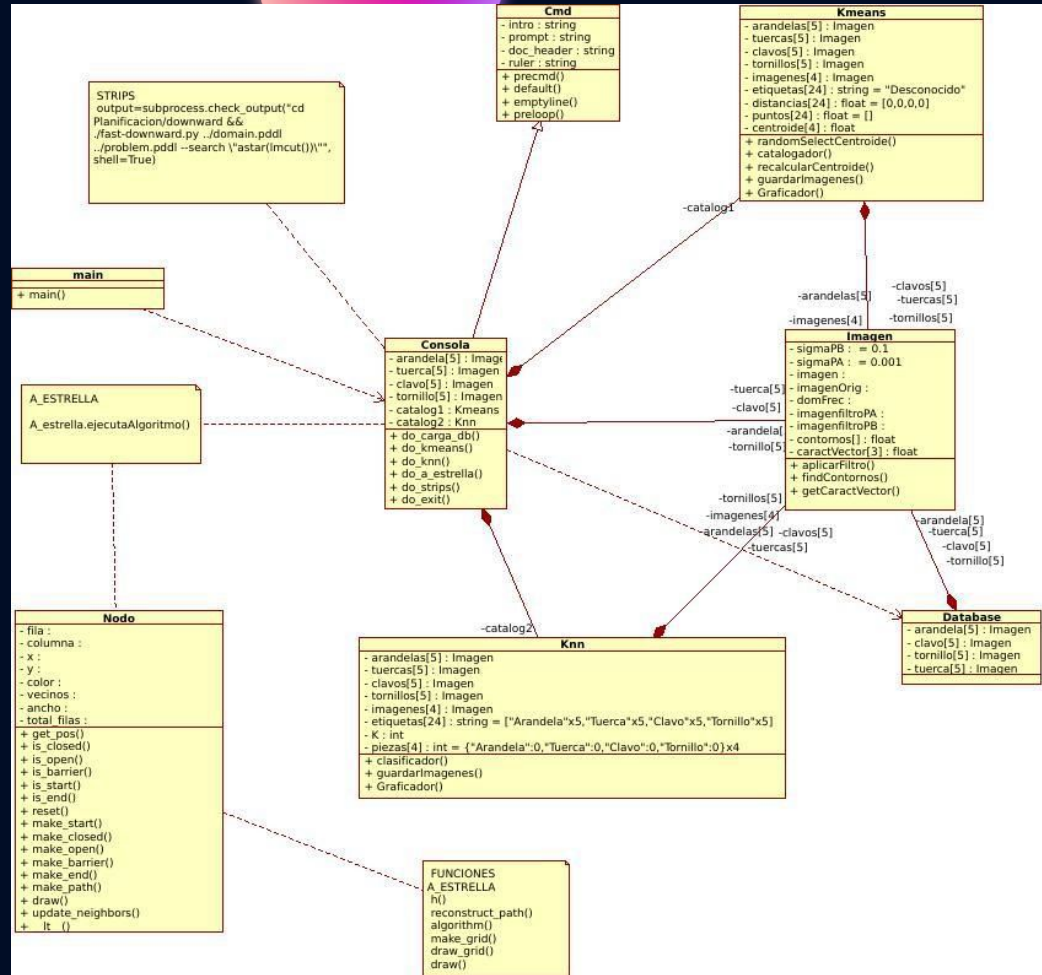 Cmd
- intro : string
- prompt : string
- doc_header : string
- ruler : string
+ precmd()
+ default()
+ emptyline()
+ preloop()
Kmeans
- arandelas[5] : Imagen
- tuercas[5] : Imagen
- clavos[5] : Imagen
- tornillos[5] : Imagen
- imagenes[4] : Imagen
- etiquetas[24] : string = "Desconocido"
- distancias[24] : float = [0,0,0,0]
- puntos[24] : float = []
- centroide[4] : float
+ randomSelectCentroide()
+ catalogador()
+ recalcularCentroide()
+ guardarImagenes()
+ Graficador()
STRIPS
output=subprocess.check_output("cd
Planificacion/downward &&
./fast-downward.py ../domain.pddl
../problem.pddl --search \"astar(lmcut())\"",
shell=True)
-catalog1
main
+ main()
-clavos[5]
-arandelas[5]
-tuercas[5]
-imagenes[4]
-tornillos[5]
Consola
- arandela[5] : Image
- tuerca[5] : Imagen
- clavo[5] : Imagen
- tornillo[5] : Imagen
- catalog1 : Kmeans
- catalog2 : Knn
+ do_carga_db()
+ do_kmeans()
+ do_knn()
+ do_a_estrella()
+ do_strips()
+ do_exit()
Imagen
- sigmaPB : = 0.1
- sigmaPA : = 0.001
- imagen :
- imagenOrig :
- domFrec :
- imagenfiltroPA :
- imagenfiltroPB :
- contornos[] : float
- caractVector[3] : float
+ aplicarFiltro()
+ findContornos()
+ getCaractVector()
-tuerca[5]
-clavo[5]
-arandela[
-tornillo[5]
A_ESTRELLA
A_estrella.ejecutaAlgoritmo()
-tornillos[5]
-imagenes[4]
-arandelas[5]
-clavos[5]
-tuercas[5]
-arandela[5]
-tuerca[5]
-clavo[5]
-tornillo[5]
Nodo
- fila :
- columna :
- x :
- y :
- color :
- vecinos :
- ancho :
- total_filas :
+ get_pos()
+ is_closed()
+ is_open()
+ is_barrier()
+ is_start()
+ is_end()
+ reset()
+ make_start()
+ make_closed()
+ make_open()
+ make_barrier()
+ make_end()
+ make_path()
+ draw()
+ update_neighbors()
+ __lt__()
-catalog2
Knn
- arandelas[5] : Imagen
- tuercas[5] : Imagen
- clavos[5] : Imagen
- tornillos[5] : Imagen
- imagenes[4] : Imagen
- etiquetas[24] : string = ["Arandela"x5,"Tuerca"x5,"Clavo"x5,"Tornillo"x5]
- K : int
- piezas[4] : int = {"Arandela":0,"Tuerca":0,"Clavo":0,"Tornillo":0}x4
+ clasificador()
+ guardarImagenes()
+ Graficador()
Database
- arandela[5] : Imagen
- clavo[5] : Imagen
- tornillo[5] : Imagen
- tuerca[5] : Imagen
FUNCIONES
A_ESTRELLA
h()
reconstruct_path()
algorithm()
make_grid()
draw_grid()
draw()